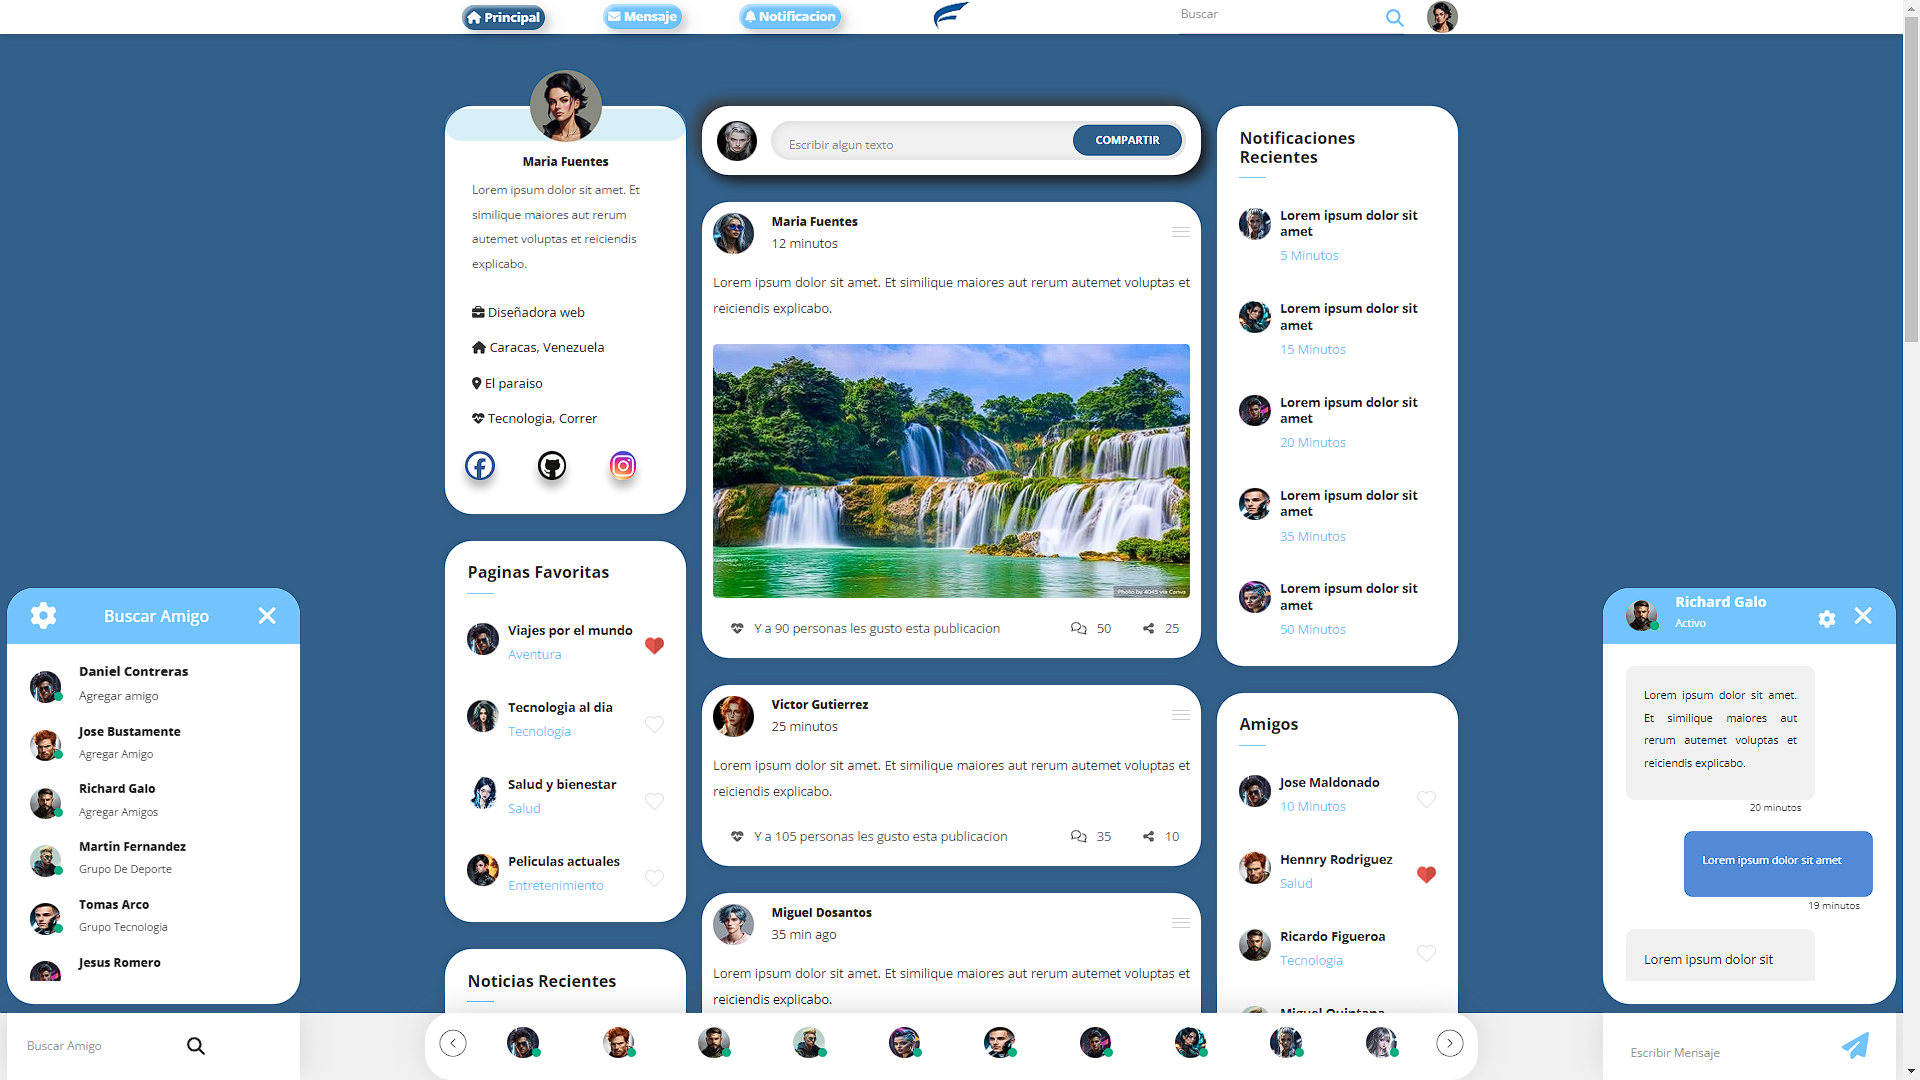 Principal
Mensaje
Notificacion
Buscar
Maria Fuentes
Lorem ipsum dolor sit amet. Et
similique maiores aut rerum
autemet voluptas et reiciendis
explicabo.
Diseñadora web
Caracas, Venezuela
El paraiso
Tecnologia, Correr
Paginas Favoritas
Viajes por el mundo
Aventura
Tecnologia al dia
Tecnologia
Salud y bienestar
Salud
Peliculas actuales
Entretenimiento
Noticias Recientes
Escribir algun texto
COMPARTIR
Maria Fuentes
12 minutos
Lorem ipsum dolor sit amet. Et similique maiores aut rerum autemet voluptas et
reiciendis explicabo.
Photo by 4045 via Canva
Y a 90 personas les gusto esta publicacion
50
25
Victor Gutierrez
25 minutos
Lorem ipsum dolor sit amet. Et similique maiores aut rerum autemet voluptas et
reiciendis explicabo.
Y a 105 personas les gusto esta publicacion
35
10
Miguel Dosantos
35 min ago
Lorem ipsum dolor sit amet. Et similique maiores aut rerum autemet voluptas et
reiciendis explicabo.
Notificaciones
Recientes
Lorem ipsum dolor sit
amet
5 Minutos
Lorem ipsum dolor sit
amet
15 Minutos
Lorem ipsum dolor sit
amet
20 Minutos
Lorem ipsum dolor sit
amet
35 Minutos
Lorem ipsum dolor sit
amet
50 Minutos
Amigos
Jose Maldonado
10 Minutos
Hennry Rodriguez
Salud
Ricardo Figueroa
Tecnologia
Miguel Quintana
Buscar Amigo
Daniel Contreras
Agregar amigo
Jose Bustamente
Agregar Amigo
Richard Galo
Agregar Amigos
Martin Fernandez
Grupo De Deporte
Tomas Arco
Grupo Tecnologia
Jesus Romero
Buscar Amigo
Richard Galo
Activo
Lorem ipsum dolor sit amet.
Et similique maiores aut
rerum autemet voluptas et
reiciendis explicabo.
20 minutos
Lorem ipsum dolor sit amet
19 minutos
Lorem ipsum dolor sit
Escribir Mensaje